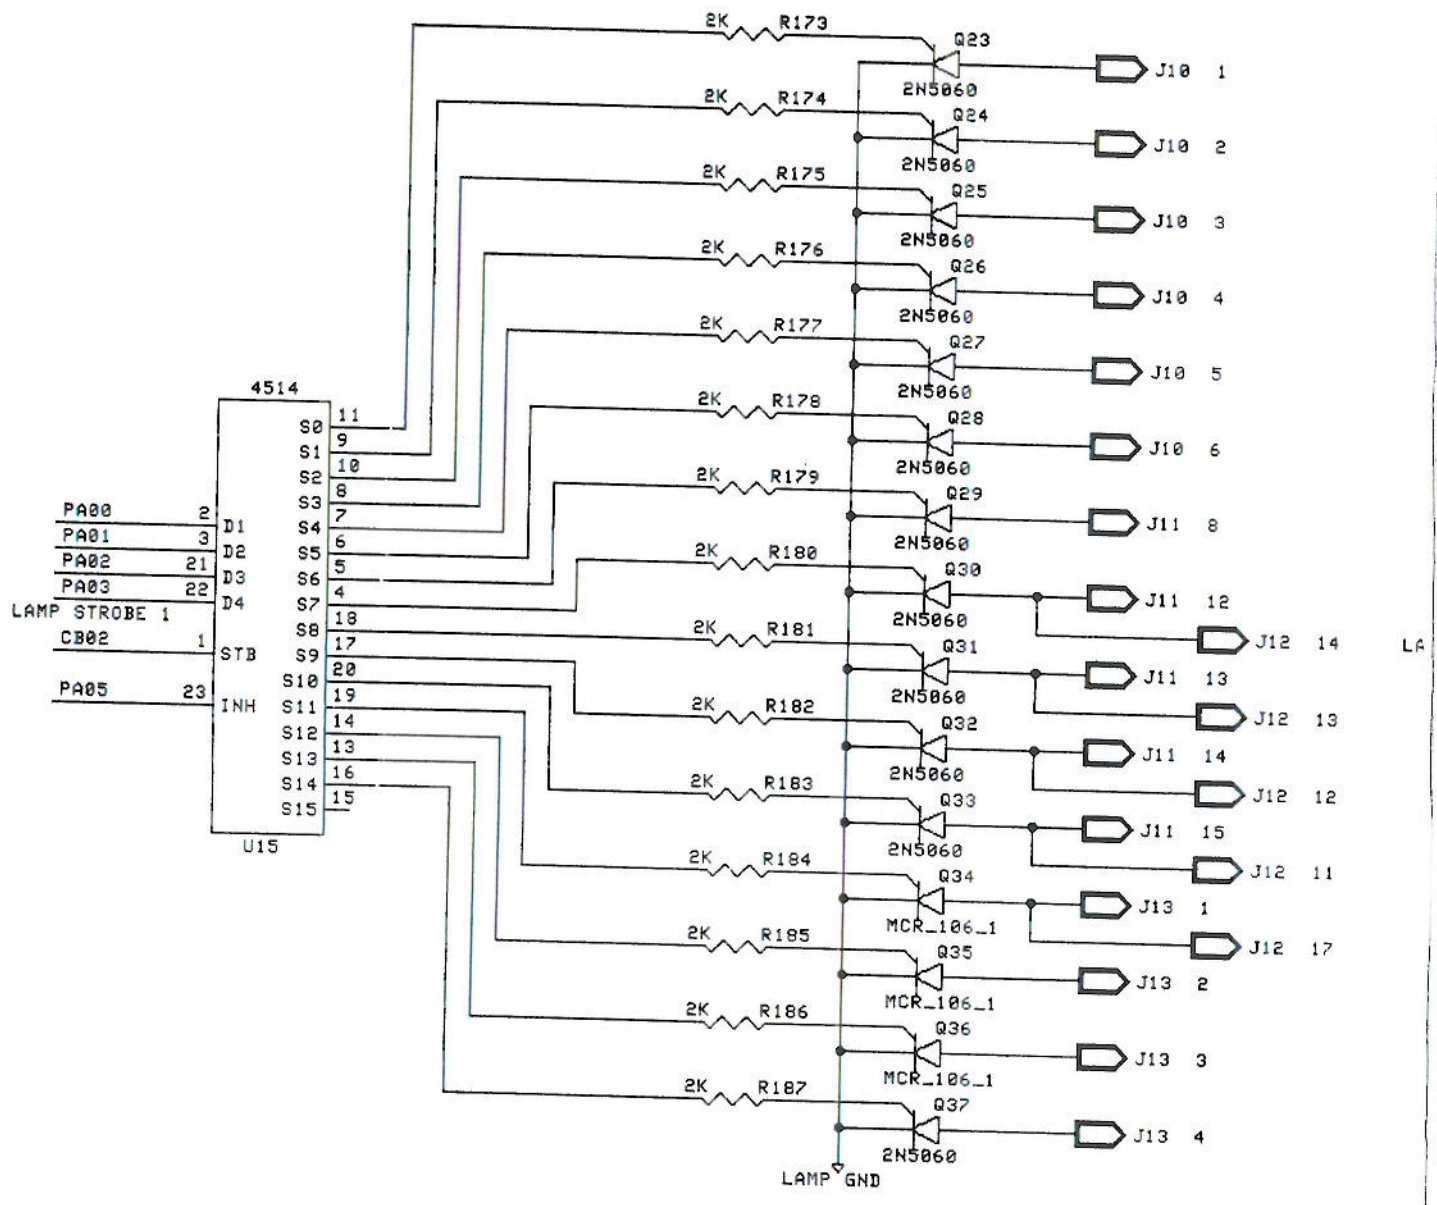 2K R173
Q23
J10 1
2N5060
2K R174
Q24
J10 2
2N5060
2K R175
Q25
J10 3
2N5060
2K R176
Q26
J10 4
2N5060
2K R177
Q27
J10 5
2N5060
2K R178
Q28
J10 6
2N5060
2K R179
Q29
J11 8
2N5060
2K R180
Q30
J11 12
2N5060
J12 14
LA
2K R181
Q31
J11 13
2N5060
J12 13
2K R182
Q32
J11 14
2N5060
J12 12
2K R183
Q33
J11 15
2N5060
J12 11
2K R184
Q34
J13 1
MCR_106_1
J12 17
2K R185
Q35
J13 2
MCR_106_1
2K R186
Q36
J13 3
MCR_106_1
2K R187
Q37
J13 4
2N5060
LAMP GND
4514
S0 11
S1 9
S2 10
S3 8
S4 7
S5 6
S6 5
S7 4
S8 18
S9 17
S10 20
S11 19
S12 14
S13 13
S14 16
S15 15
PA00 2 D1
PA01 3 D2
PA02 21 D3
PA03 22 D4
LAMP STROBE 1
CB02 1 STB
PA05 23 INH
U15